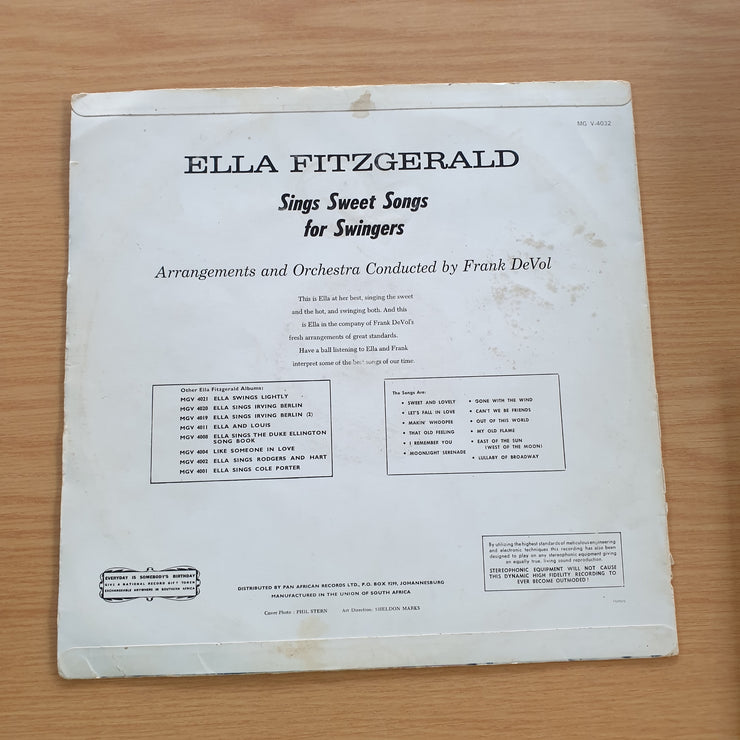 MG V-4032
ELLA FITZGERALD
Sings Sweet Songs
for Swingers
Arrangements and Orchestra Conducted by Frank DeVol
This is Ella at her best, singing the sweet
and the hot, and swinging both. And this
is Ella in the company of Frank DeVol's
fresh arrangements of great standards.
Have a ball listening to Ella and Frank
interpret some of the best songs of our time.
Other Ella Fitzgerald Albums:
MGV 4021 ELLA SWINGS LIGHTLY
MGV 4020 ELLA SINGS IRVING BERLIN
MGV 4019 ELLA SINGS IRVING BERLIN (2)
MGV 4011 ELLA AND LOUIS
MGV 4008 ELLA SINGS THE DUKE ELLINGTON
SONG BOOK
MGV 4004 LIKE SOMEONE IN LOVE
MGV 4002 ELLA SINGS RODGERS AND HART
MGV 4001 ELLA SINGS COLE PORTER
The Songs Are:
• SWEET AND LOVELY
• LET'S FALL IN LOVE
• MAKIN' WHOOPEE
• THAT OLD FEELING
• I REMEMBER YOU
• MOONLIGHT SERENADE
• GONE WITH THE WIND
• CAN'T WE BE FRIENDS
• OUT OF THIS WORLD
• MY OLD FLAME
• EAST OF THE SUN
(WEST OF THE MOON)
• LULLABY OF BROADWAY
By utilizing the highest standards of meticulous engineering
and electronic techniques this recording has also been
designed to play on any stereophonic equipment giving
an equally true, living sound reproduction.
STEREOPHONIC EQUIPMENT WILL NOT CAUSE
THIS DYNAMIC HIGH FIDELITY RECORDING TO
EVER BECOME OUTMODED!
EVERYDAY IS SOMEBODY'S BIRTHDAY
GIVE A NATIONAL RECORD GIFT TOKEN
EXCHANGEABLE ANYWHERE IN SOUTHERN AFRICA
DISTRIBUTED BY PAN AFRICAN RECORDS LTD., P.O. BOX 9219, JOHANNESBURG
MANUFACTURED IN THE UNION OF SOUTH AFRICA
Cover Photo: PHIL STERN Art Direction: SHELDON MARKS